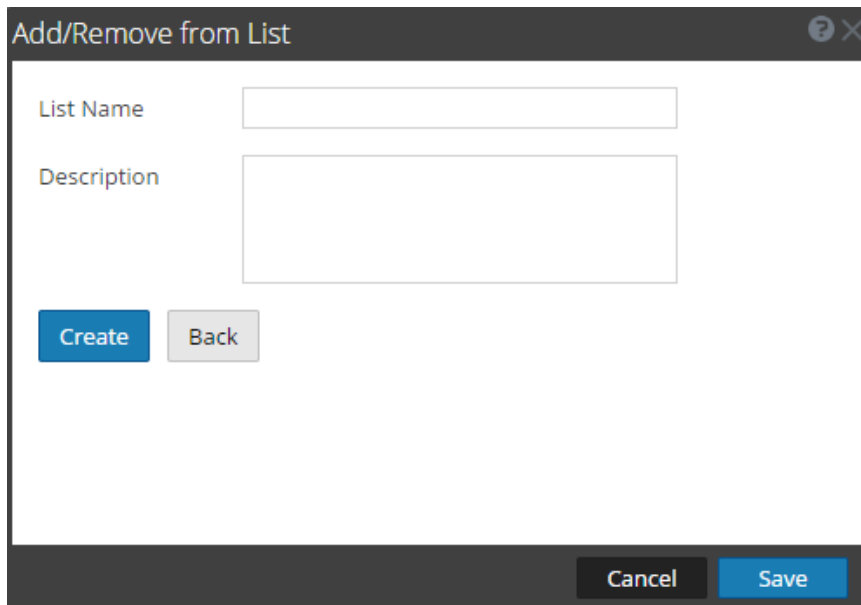 Add/Remove from List
List Name
Description
Create Back
Cancel Save